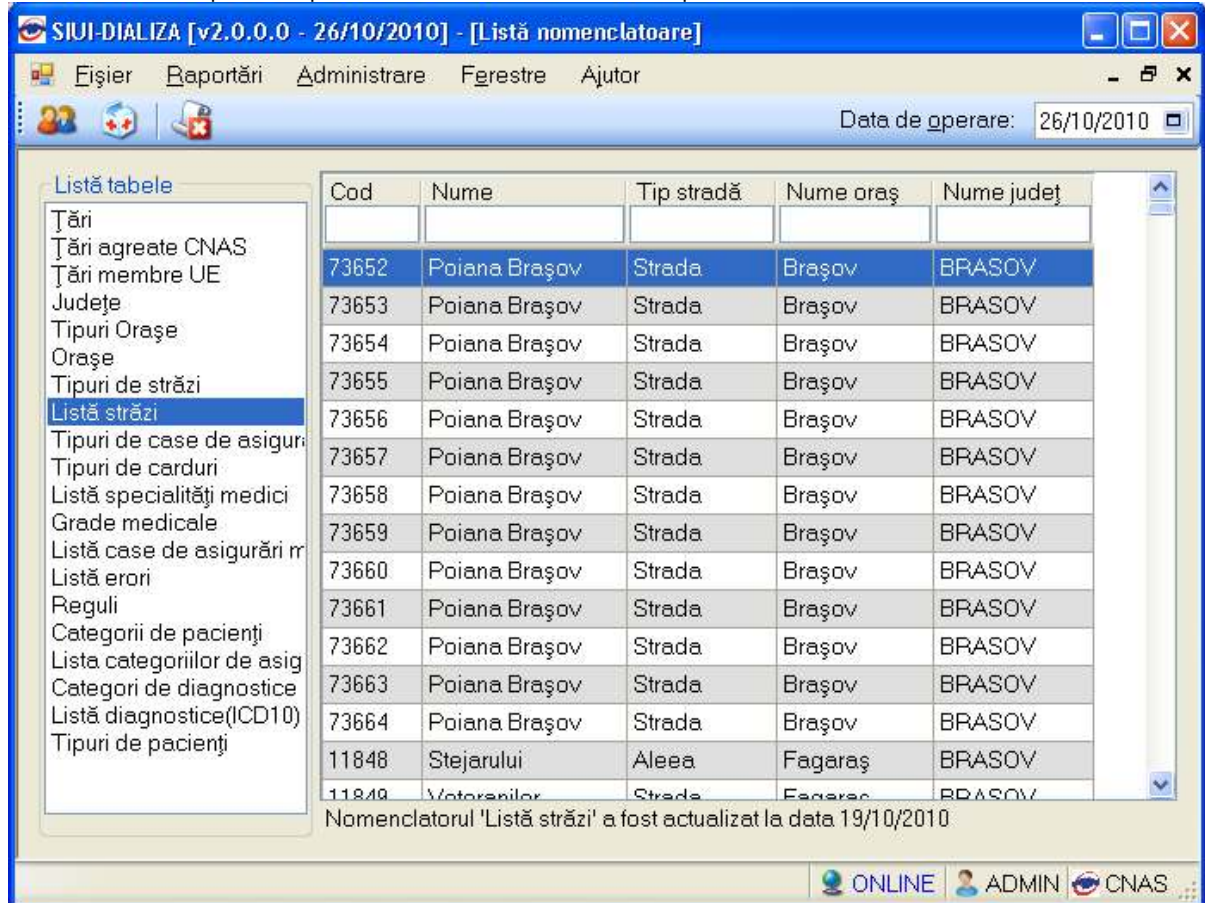 SIUI-DIALIZA [v2.0.0.0 - 26/10/2010] - [Listă nomenclatoare]
Fişier Raportări Administrare Ferestre Ajutor
Data de operare: 26/10/2010
Listă tabele
Ţări
Ţări agreate CNAS
Ţări membre UE
Judeţe
Tipuri Oraşe
Oraşe
Tipuri de străzi
Listă străzi
Tipuri de case de asigur
Tipuri de carduri
Listă specialităţi medici
Grade medicale
Listă case de asigurări m
Listă erori
Reguli
Categorii de pacienţi
Lista categoriilor de asig
Categori de diagnostice
Listă diagnostice(ICD10)
Tipuri de pacienţi
Cod Nume Tip stradă Nume oraş Nume judeţ
73652 Poiana Braşov Strada Braşov BRASOV
73653 Poiana Braşov Strada Braşov BRASOV
73654 Poiana Braşov Strada Braşov BRASOV
73655 Poiana Braşov Strada Braşov BRASOV
73656 Poiana Braşov Strada Braşov BRASOV
73657 Poiana Braşov Strada Braşov BRASOV
73658 Poiana Braşov Strada Braşov BRASOV
73659 Poiana Braşov Strada Braşov BRASOV
73660 Poiana Braşov Strada Braşov BRASOV
73661 Poiana Braşov Strada Braşov BRASOV
73662 Poiana Braşov Strada Braşov BRASOV
73663 Poiana Braşov Strada Braşov BRASOV
73664 Poiana Braşov Strada Braşov BRASOV
11848 Stejarului Aleea Fagaraş BRASOV
11849 Veteranilor Strada Fagaraş BRASOV
Nomenclatorul 'Listă străzi' a fost actualizat la data 19/10/2010
ONLINE ADMIN CNAS